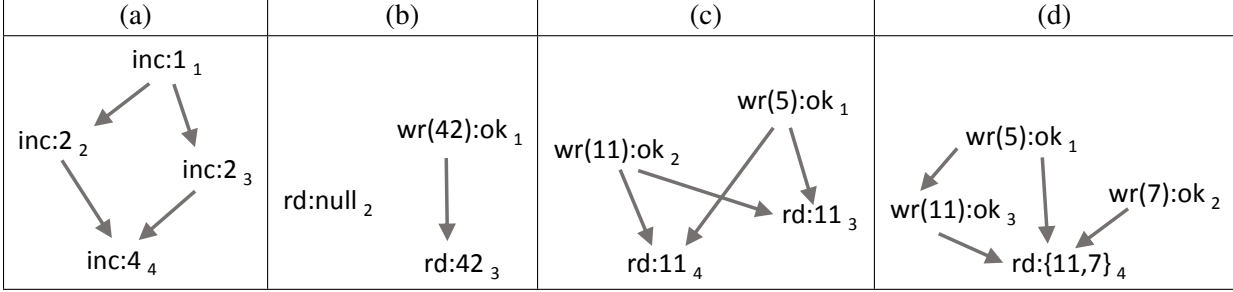 (a) (b) (c) (d)
inc:1 1
inc:2 2
inc:2 3
inc:4 4
wr(42):ok 1
rd:null 2
rd:42 3
wr(5):ok 1
wr(11):ok 2
rd:11 3
rd:11 4
wr(5):ok 1
wr(7):ok 2
wr(11):ok 3
rd:{11,7} 4